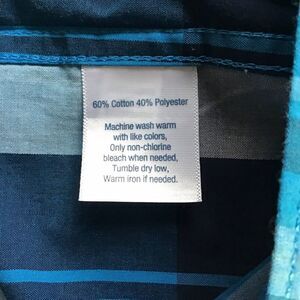 60% Cotton 40% Polyester
Machine wash warm
with like colors,
Only non-chlorine
bleach when needed,
Tumble dry low,
Warm iron if needed.